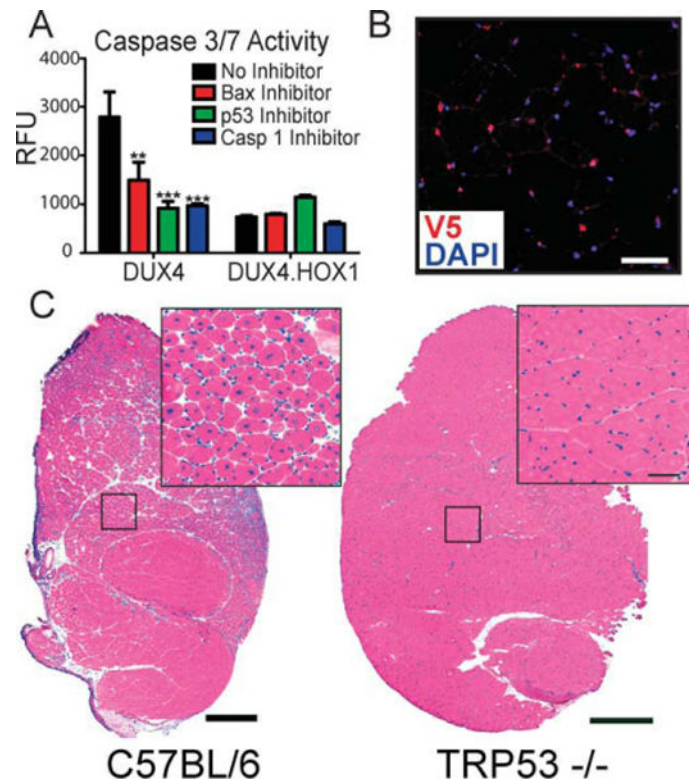 A
Caspase 3/7 Activity
No Inhibitor
Bax Inhibitor
p53 Inhibitor
Casp 1 Inhibitor
RFU
4000
3000
2000
1000
0
**
***
***
DUX4
DUX4.HOX1
B
V5
DAPI
C
C57BL/6
TRP53 -/-